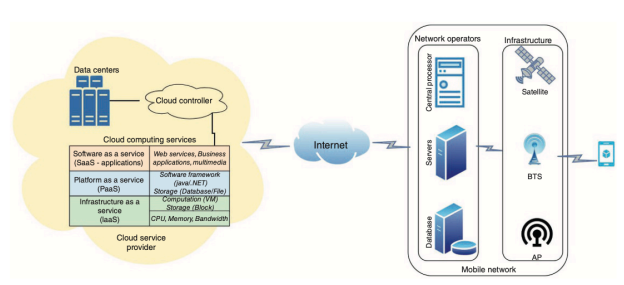 Data centers
Cloud controller
Cloud computing services
Software as a service
(SaaS - applications)
Web services, Business
applications, multimedia
Platform as a service
(PaaS)
Software framework
(java/.NET)
Storage (Database/File)
Infrastructure as a
service
(IaaS)
Computation (VM)
Storage (Block)
CPU, Memory, Bandwidth
Cloud service
provider
Internet
Network operators
Central processor
Servers
Database
Infrastructure
Satellite
BTS
AP
Mobile network